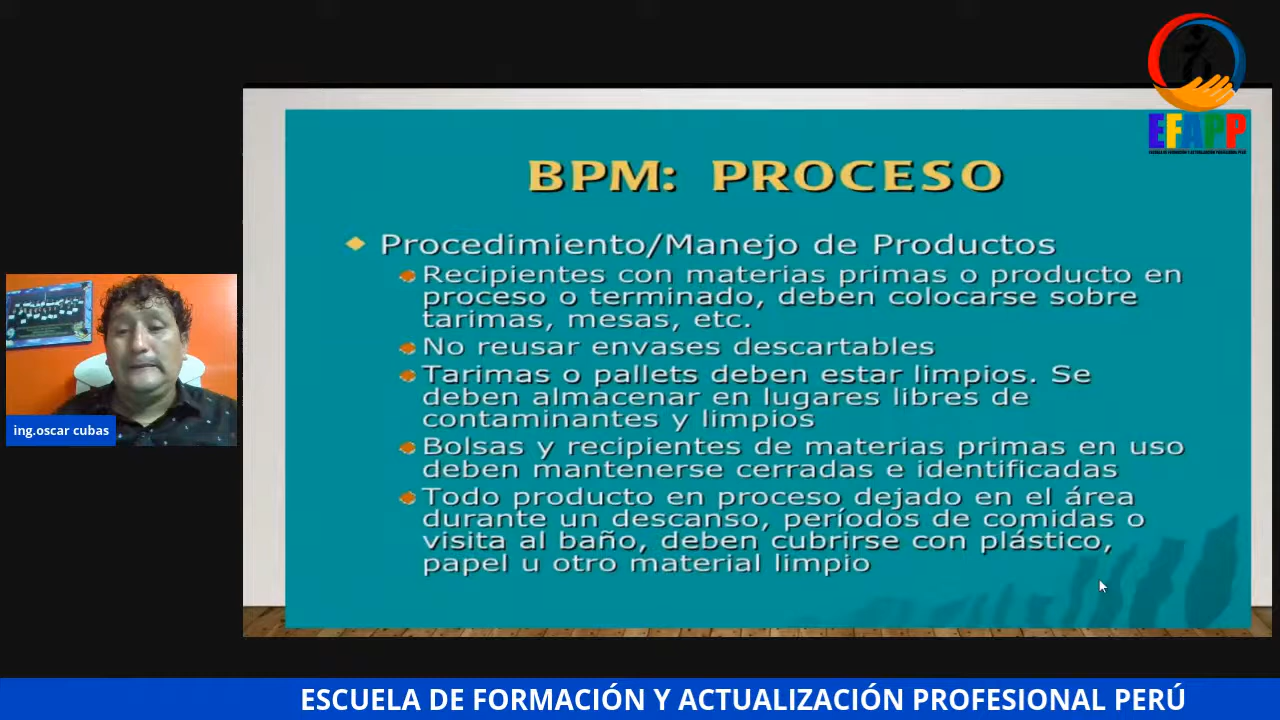 EFAPP
BPM: PROCESO
Procedimiento/Manejo de Productos
Recipientes con materias primas o producto en
proceso o terminado, deben colocarse sobre
tarimas, mesas, etc.
No reusar envases descartables
Tarimas o pallets deben estar limpios. Se
deben almacenar en lugares libres de
contaminantes y limpios
Bolsas y recipientes de materias primas en uso
deben mantenerse cerradas e identificadas
Todo producto en proceso dejado en el área
durante un descanso, períodos de comidas o
visita al baño, deben cubrirse con plástico,
papel u otro material limpio
ing.oscar cubas
ESCUELA DE FORMACIÓN Y ACTUALIZACIÓN PROFESIONAL PERÚ